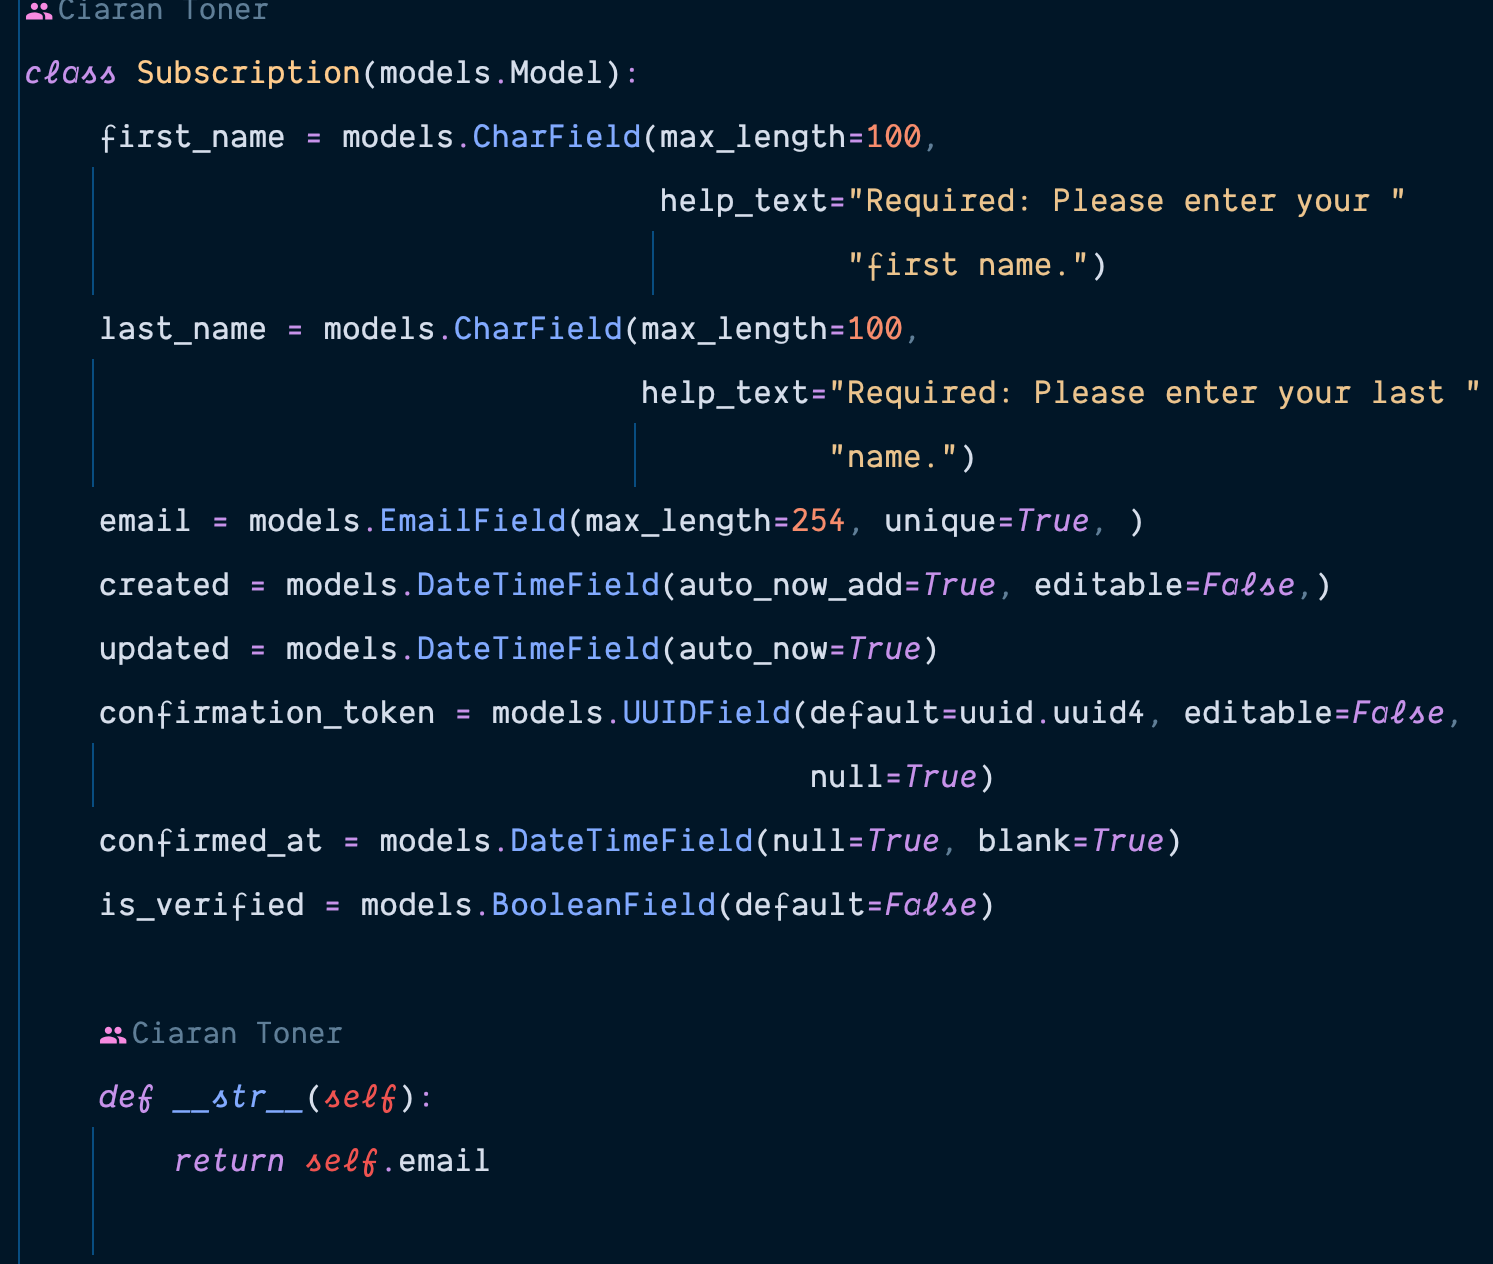 Ciaran Toner
class Subscription(models.Model):
first_name = models.CharField(max_length=100,
help_text="Required: Please enter your "
"first name.")
last_name = models.CharField(max_length=100,
help_text="Required: Please enter your last "
"name.")
email = models.EmailField(max_length=254, unique=True, )
created = models.DateTimeField(auto_now_add=True, editable=False,)
updated = models.DateTimeField(auto_now=True)
confirmation_token = models.UUIDField(default=uuid.uuid4, editable=False,
null=True)
confirmed_at = models.DateTimeField(null=True, blank=True)
is_verified = models.BooleanField(default=False)
Ciaran Toner
def __str__(self):
return self.email